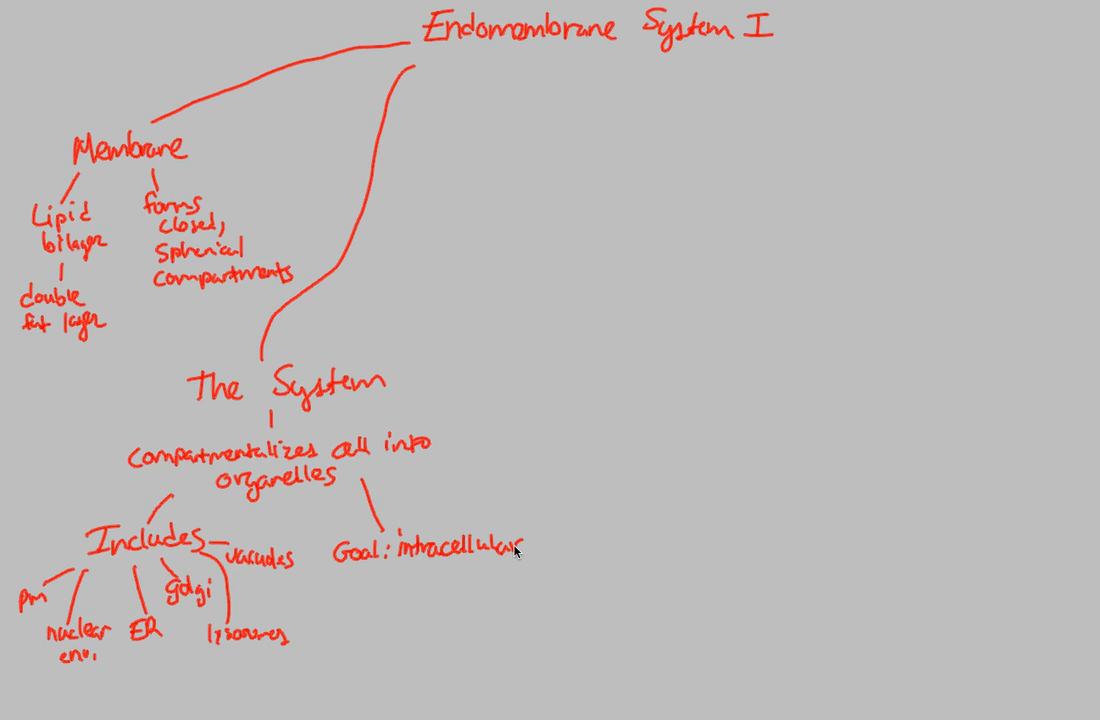 Endomembrane System I
Membrane
Lipid
bilayer
double
fat layer
forms
closed,
spherical
compartments
The System
Compartmentalizes cell into
organelles
Includes
pm
nuclear
env.
ER
golgi
lysosomes
vacuoles
Goal: intracellular